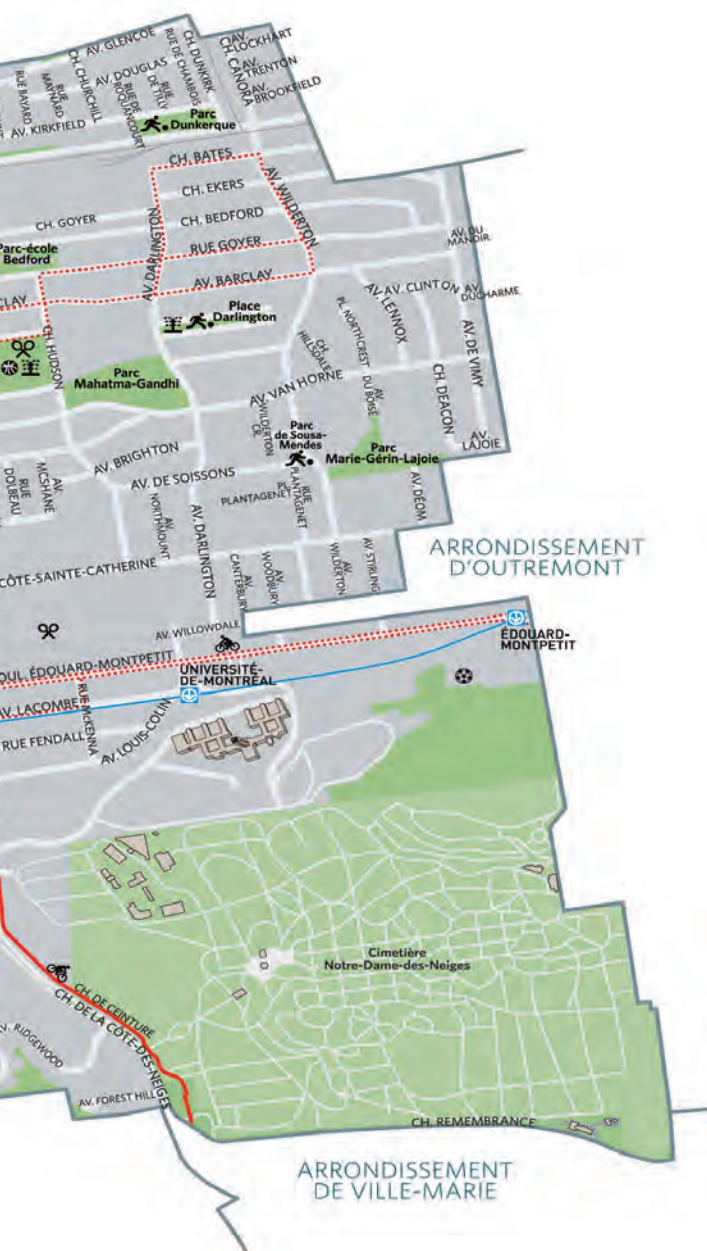 AV. GLENCOE
AV.
LOCKHART
RUE DE CHAMBOIS
CH. DUNKIRK
CH. CANORA
AV.
TRENTON
AV.
BROOKFIELD
CH. CHURCHILL
AV. DOUGLAS
RUE BAYARD
RUE
MAYNARD
RUE DE
ROQUANCOURT
RUE
DE TILLY
AV. KIRKFIELD
Parc
Dunkerque
CH. BATES
AV. WILDERTON
CH. EKERS
CH. GOYER
CH. BEDFORD
AV. DARLINGTON
RUE GOYER
AV. DU
MANOIR
Parc-école
Bedford
AV. BARCLAY
CLAY
AV. CLINTON
AV.
DUCHARME
AV. LENNOX
Place
Darlington
PL. NORTHCREST
CH.
HILLSDALE
AV. DE VIMY
CH. HUDSON
Parc
Mahatma-Gandhi
AV. VAN HORNE
AV.
DU BOISÉ
CH. DEACON
WILDERTON
CR.
Parc
de Sousa-
Mendes
Parc
Marie-Gérin-Lajoie
AV.
LAJOIE
AV. BRIGHTON
RUE
DOLBEAU
AV.
MCSHANE
AV. DE SOISSONS
PL.
PLANTAGENET
RUE
PLANTAGENET
AV. DÉOM
AV.
NORTHMOUNT
AV. DARLINGTON
CÔTE-SAINTE-CATHERINE
AV.
CANTERBURY
AV.
WOODBURY
AV.
WILDERTON
AV. STIRLING
ARRONDISSEMENT
D'OUTREMONT
AV. WILLOWDALE
OUL. ÉDOUARD-MONTPETIT
ÉDOUARD-
MONTPETIT
UNIVERSITÉ-
DE-MONTRÉAL
AV. LACOMBE
RUE McKENNA
RUE FENDALL
AV. LOUIS-COLIN
Cimetière
Notre-Dame-des-Neiges
CH. DE CEINTURE
CH. DE LA CÔTE-DES-NEIGES
AV. RIDGEWOOD
AV. FOREST HILL
CH. REMEMBRANCE
ARRONDISSEMENT
DE VILLE-MARIE